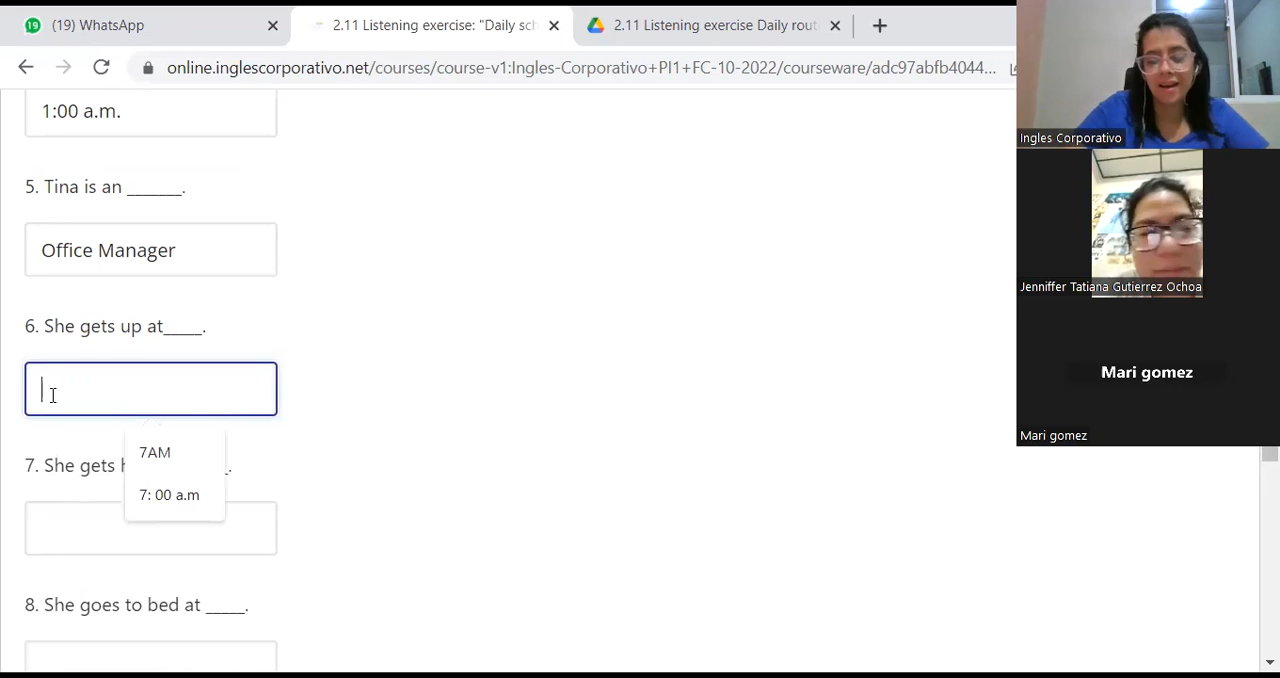 (19) WhatsApp
2.11 Listening exercise: "Daily sch
2.11 Listening exercise Daily rout
online.inglescorporativo.net/courses/course-v1:Ingles-Corporativo+PI1+FC-10-2022/courseware/adc97abfb4044...
1:00 a.m.
5. Tina is an _______.
Office Manager
6. She gets up at_____.
7AM
7: 00 a.m
7. She gets h _.
8. She goes to bed at _____.
Ingles Corporativo
Jenniffer Tatiana Gutierrez Ochoa
Mari gomez
Mari gomez